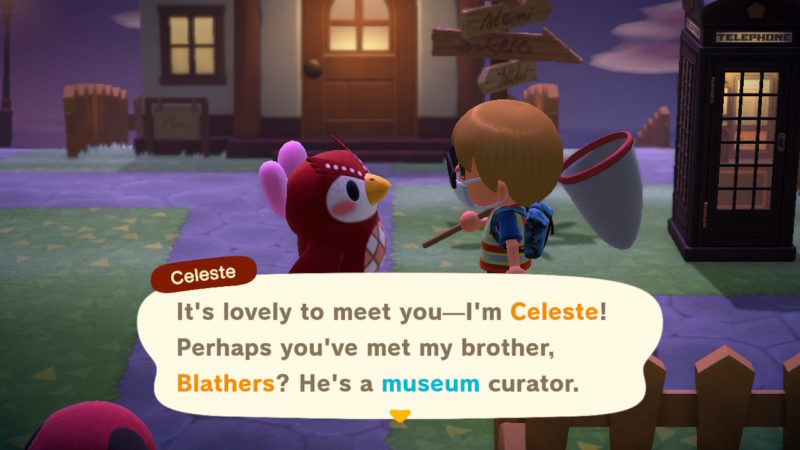 TELEPHONE
Celeste
It's lovely to meet you—I'm Celeste!
Perhaps you've met my brother,
Blathers? He's a museum curator.